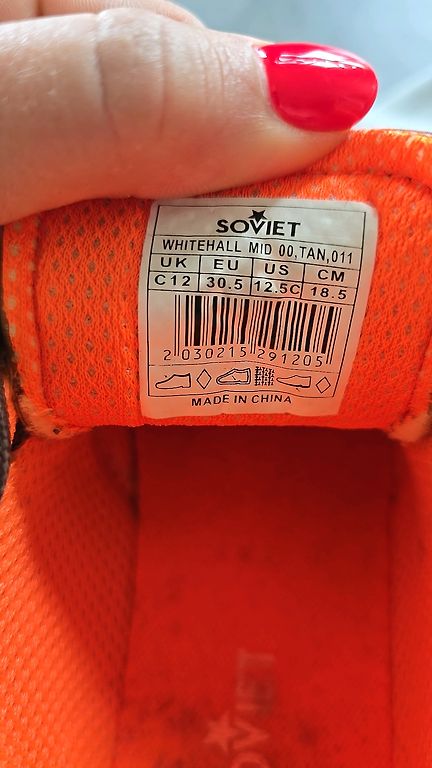 SOVIET
WHITEHALL MID 00,TAN,011
UK EU US CM
C12 30.5 12.5C 18.5
2 030215 291205
MADE IN CHINA
SOVIET